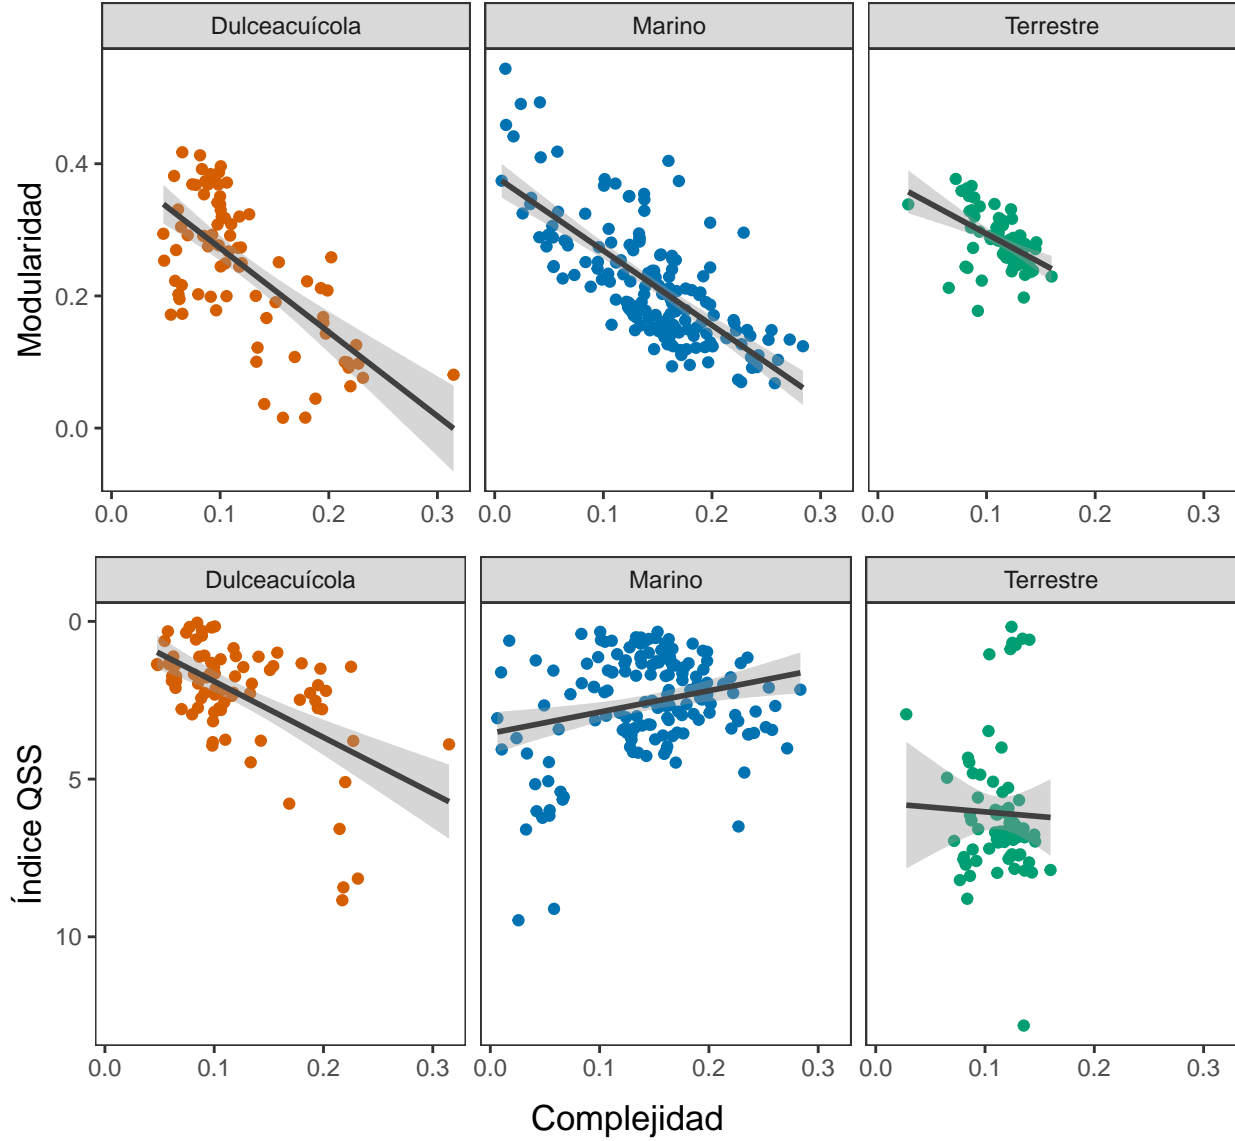 Dulceacuícola Marino Terrestre
Modularidad
0.4
0.2
0.0
0.0 0.1 0.2 0.3 0.0 0.1 0.2 0.3 0.0 0.1 0.2 0.3
Dulceacuícola Marino Terrestre
Índice QSS
0
5
10
0.0 0.1 0.2 0.3 0.0 0.1 0.2 0.3 0.0 0.1 0.2 0.3
Complejidad